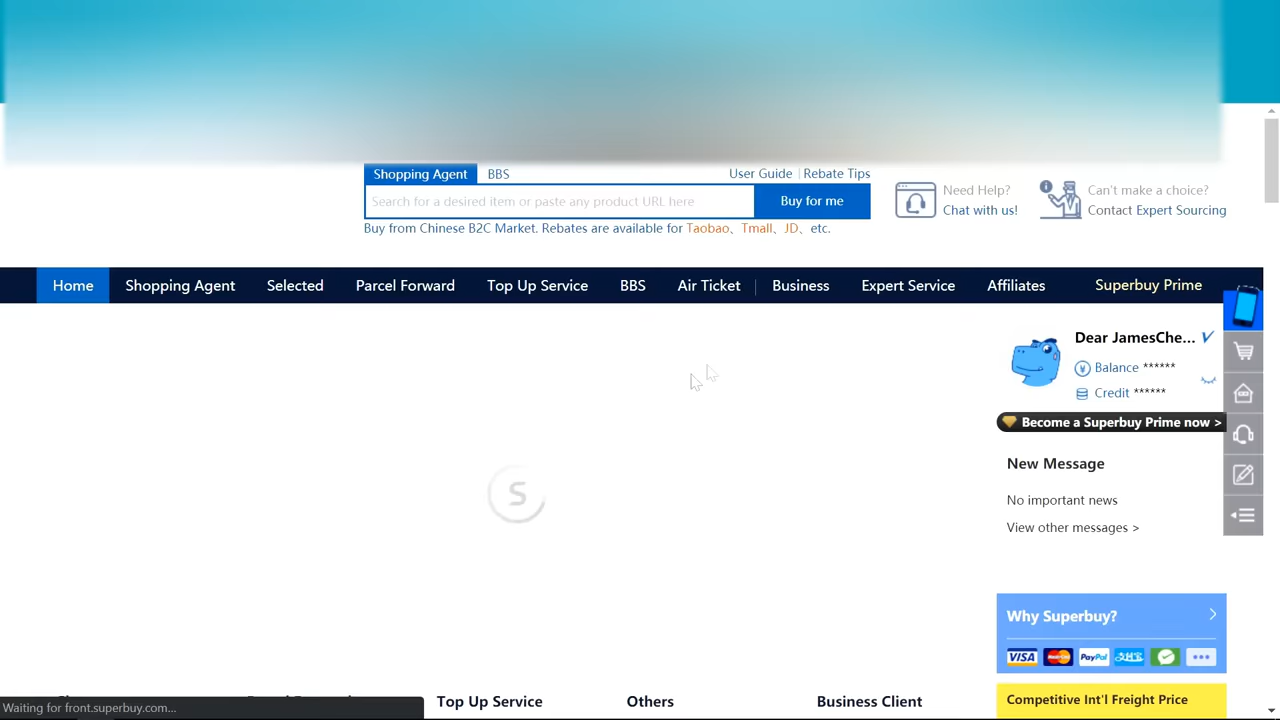 Shopping Agent BBS User Guide Rebate Tips
Search for a desired item or paste any product URL here Buy for me
Buy from Chinese B2C Market. Rebates are available for Taobao、 Tmall、 JD、 etc.
Need Help?
Chat with us!
Can't make a choice?
Contact Expert Sourcing
Home Shopping Agent Selected Parcel Forward Top Up Service BBS Air Ticket Business Expert Service Affiliates Superbuy Prime
Dear JamesChe...
Balance ******
Credit ******
Become a Superbuy Prime now >
New Message
No important news
View other messages >
S
Why Superbuy?
VISA MasterCard PayPal
Top Up Service Others Business Client
Competitive Int'l Freight Price
Waiting for front.superbuy.com...